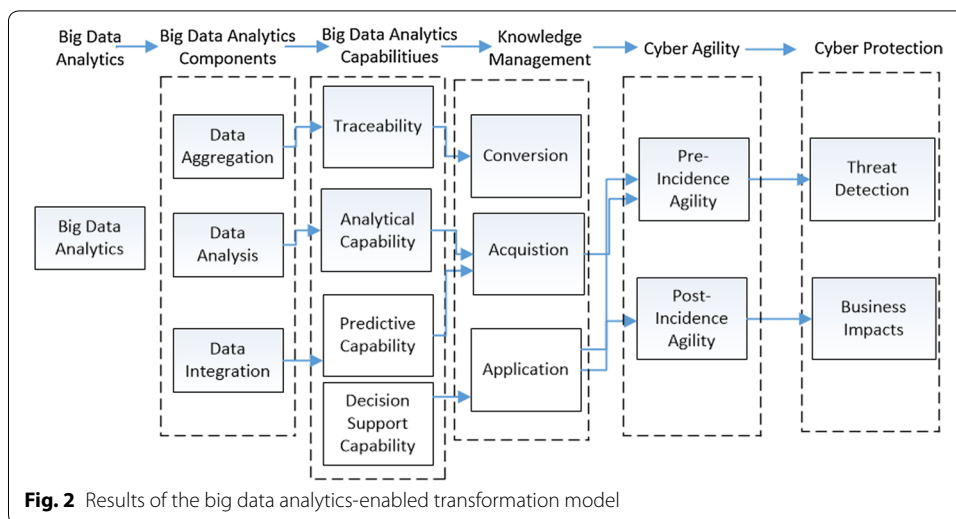 Big Data
Analytics
Big Data Analytics
Components
Big Data Analytics
Capabilitiues
Knowledge
Management
Cyber Agility
Cyber Protection
Big Data
Analytics
Data
Aggregation
Data
Analysis
Data
Integration
Traceability
Analytical
Capability
Predictive
Capability
Decision
Support
Capability
Conversion
Acquistion
Application
Pre-
Incidence
Agility
Post-
Incidence
Agility
Threat
Detection
Business
Impacts
Fig. 2 Results of the big data analytics-enabled transformation model